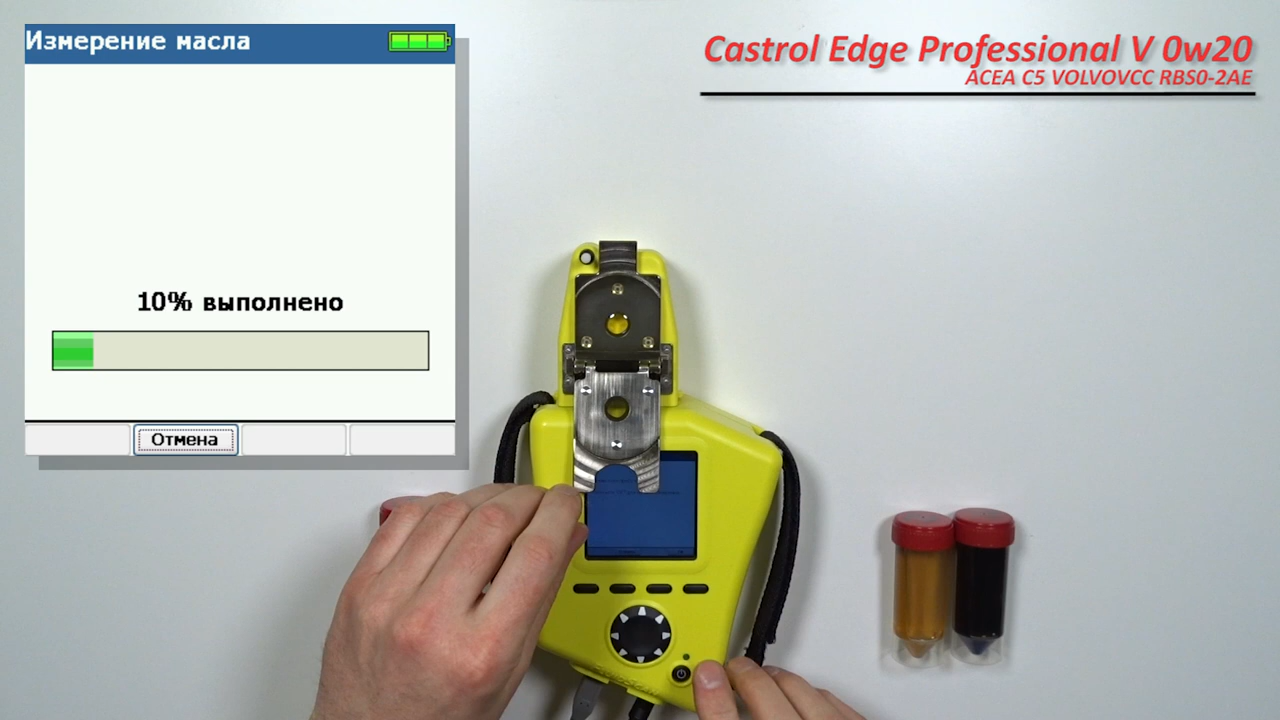 Измерение масла
10% выполнено
Отмена
Castrol Edge Professional V 0w20
ACEA C5 VOLVOVCC RBS0-2AE